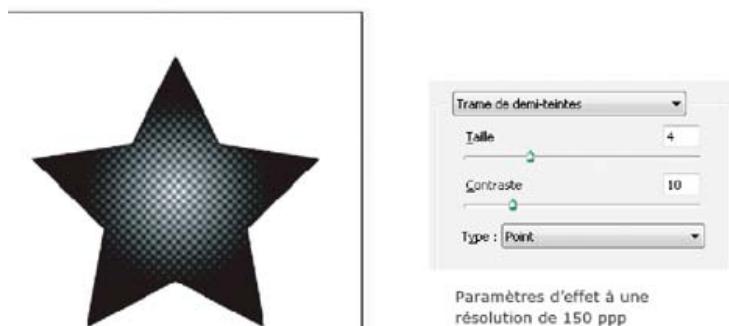 Trame de demi-teintes
Taille 4
Contraste 10
Type : Point
Paramètres d'effet à une
résolution de 150 ppp